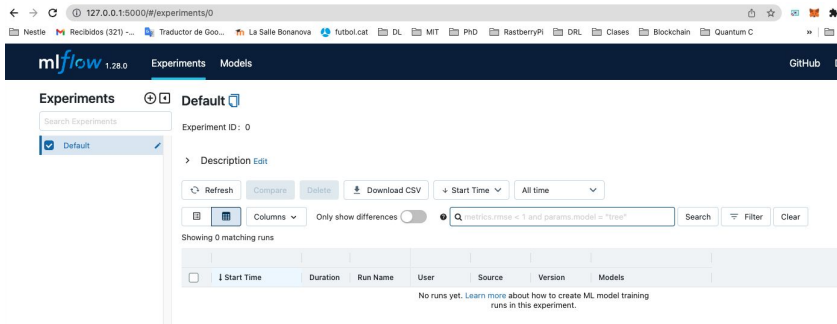 127.0.0.1:5000/#/experiments/0
Nestle Recibidos (321) -... Traductor de Goo... La Salle Bonanova futbol.cat DL MIT PhD RastberryPi DRL Clases Blockchain Quantum C »
mlflow 1.28.0 Experiments Models GitHub
Experiments Default
Search Experiments Experiment ID: 0
Default
Description Edit
Refresh Compare Delete Download CSV ↓ Start Time All time
Columns Only show differences metrics.rmse < 1 and params.model = "tree" Search Filter Clear
Showing 0 matching runs
↓ Start Time Duration Run Name User Source Version Models
No runs yet. Learn more about how to create ML model training
runs in this experiment.